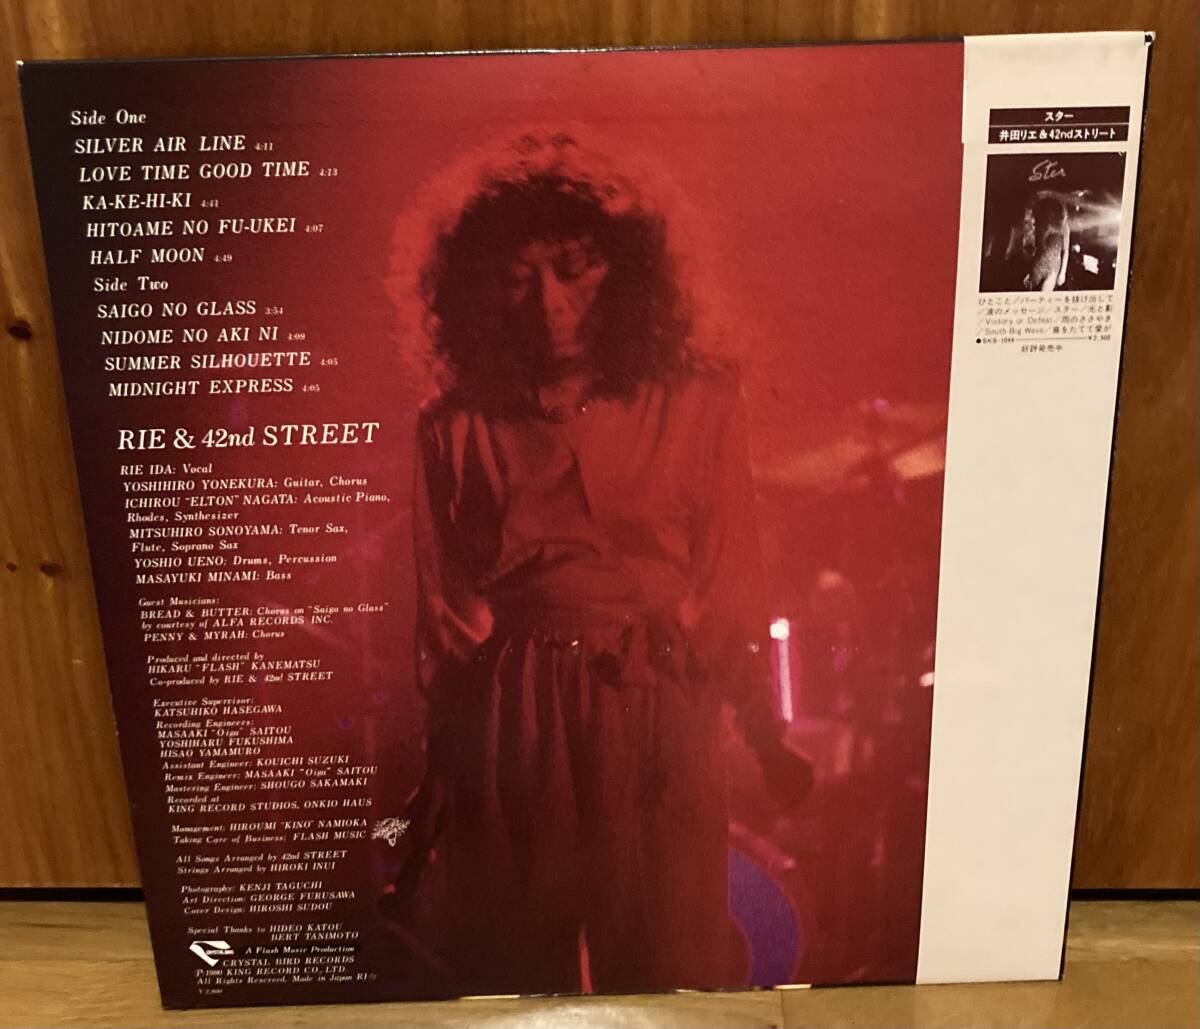 Side One
SILVER AIR LINE 4:11
LOVE TIME GOOD TIME 4:13
KA-KE-HI-KI 4:41
HITOAME NO FU-UKEI 4:07
HALF MOON 4:49
Side Two
SAIGO NO GLASS 3:54
NIDOME NO AKI NI 4:09
SUMMER SILHOUETTE 4:05
MIDNIGHT EXPRESS 4:05
RIE & 42nd STREET
RIE IDA: Vocal
YOSHIHIRO YONEKURA: Guitar, Chorus
ICHIROU "ELTON" NAGATA: Acoustic Piano,
Rhodes, Synthesizer
MITSUHIRO SONOYAMA: Tenor Sax,
Flute, Soprano Sax
YOSHIO UENO: Drums, Percussion
MASAYUKI MINAMI: Bass
Guest Musicians:
BREAD & BUTTER: Chorus on "Saigo no Glass"
by courtesy of ALFA RECORDS INC.
PENNY & MYRAH: Chorus
Produced and directed by
HIKARU "FLASH" KANEMATSU
Co-produced by RIE & 42nd STREET
Executive Supervisor:
KATSUHIKO HASEGAWA
Recording Engineers:
MASAAKI "Oiga" SAITOU
YOSHIHARU FUKUSHIMA
HISAO YAMAMURO
Assistant Engineer: KOUICHI SUZUKI
Remix Engineer: MASAAKI "Oiga" SAITOU
Mastering Engineer: SHOUGO SAKAMAKI
Recorded at
KING RECORD STUDIOS, ONKIO HAUS
Management: HIROUMI "KINO" NAMIOKA
Taking Care of Business: FLASH MUSIC
All Songs Arranged by 42nd STREET
Strings Arranged by HIROKI INUI
Photography: KENJI TAGUCHI
Art Direction: GEORGE FURUSAWA
Cover Design: HIROSHI SUDOU
Special Thanks to HIDEO KATOU
BERT TANIMOTO
A Flash Music Production
CRYSTAL BIRD RECORDS
Ⓟ1980 KING RECORD CO., LTD.
All Rights Reserved, Made in Japan R1☆
¥2,800
スター
井田リエ&42ndストリート
Star
ひとこと/パーティーを抜け出して
/波のメッセージ/スター/光と影
/Victory or Defeat/雨のささやき
/South Big Wave/音をたてて愛が
●SKS-1044 ¥2,500
好評発売中